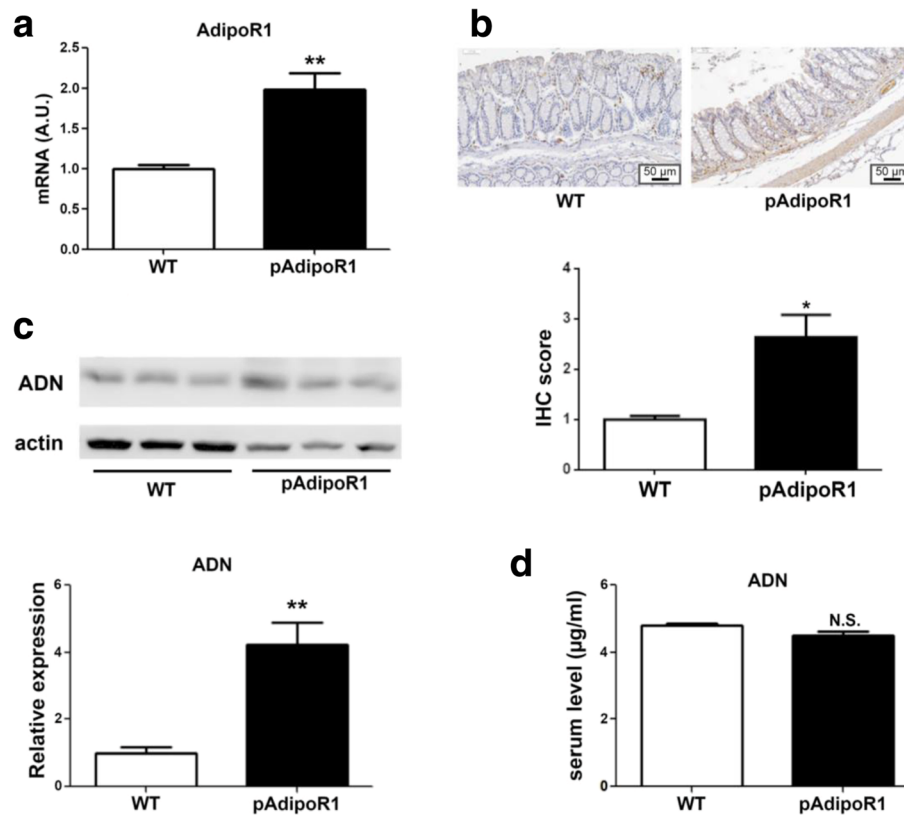 a
AdipoR1
mRNA (A.U.)
2.5
2.0
1.5
1.0
0.5
0.0
**
WT
pAdipoR1
b
50 μm
50 μm
WT
pAdipoR1
IHC score
4
3
2
1
0
*
WT
pAdipoR1
c
ADN
actin
WT
pAdipoR1
ADN
Relative expression
6
4
2
0
**
WT
pAdipoR1
d
ADN
serum level (μg/ml)
6
4
2
0
N.S.
WT
pAdipoR1